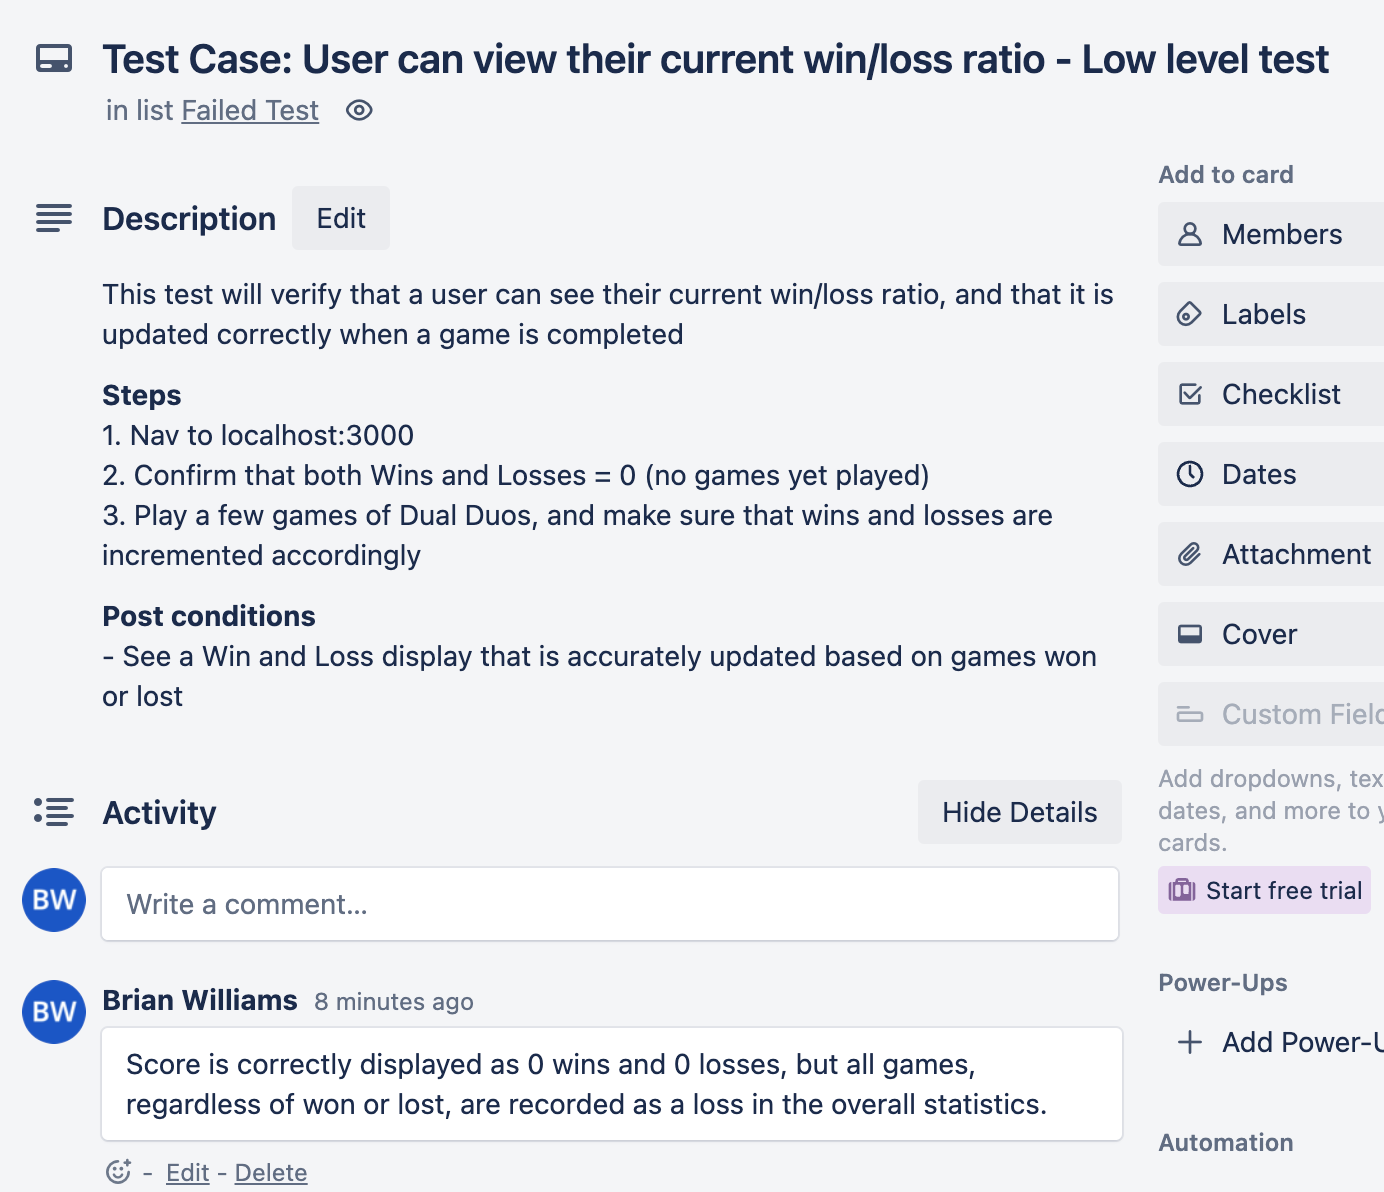 Test Case: User can view their current win/loss ratio - Low level test
in list Failed Test
Description
Edit
This test will verify that a user can see their current win/loss ratio, and that it is
updated correctly when a game is completed
Steps
1. Nav to localhost:3000
2. Confirm that both Wins and Losses = 0 (no games yet played)
3. Play a few games of Dual Duos, and make sure that wins and losses are
incremented accordingly
Post conditions
- See a Win and Loss display that is accurately updated based on games won
or lost
Activity
Hide Details
BW
Write a comment...
BW
Brian Williams 8 minutes ago
Score is correctly displayed as 0 wins and 0 losses, but all games,
regardless of won or lost, are recorded as a loss in the overall statistics.
- Edit - Delete
Add to card
Members
Labels
Checklist
Dates
Attachment
Cover
Custom Fiel
Add dropdowns, tex
dates, and more to y
cards.
Start free trial
Power-Ups
+ Add Power-U
Automation